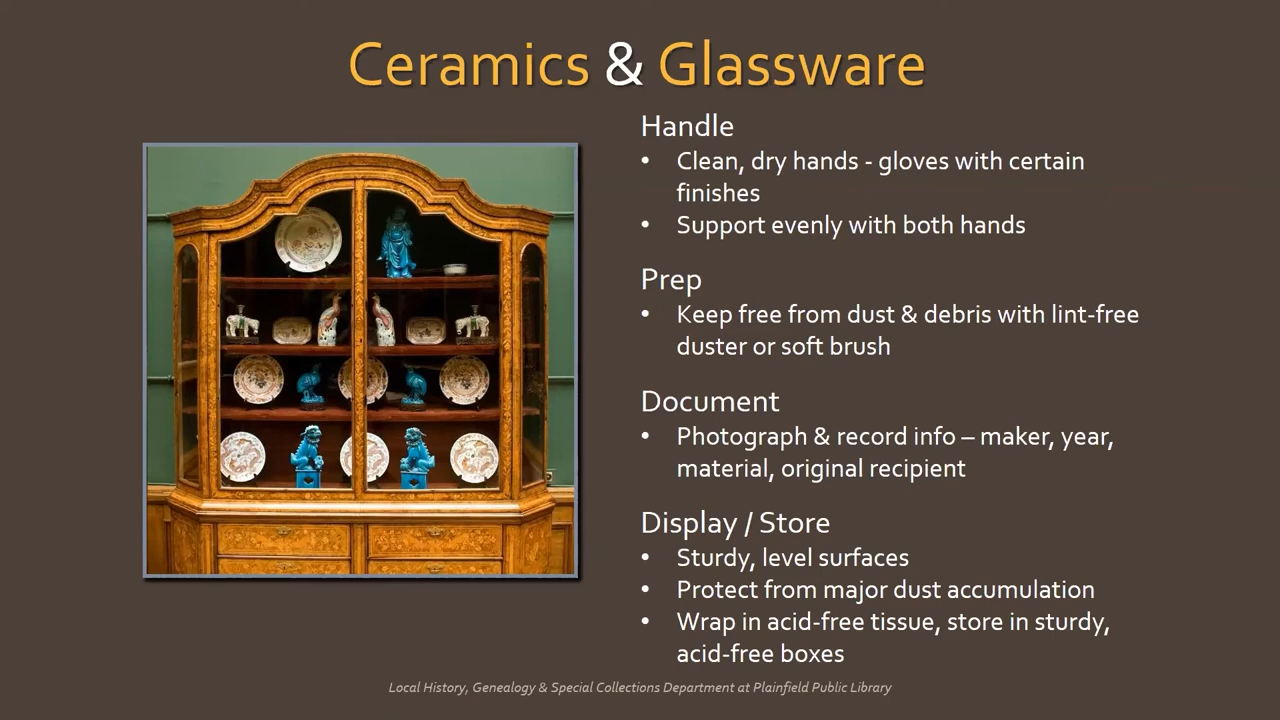 Ceramics & Glassware
Handle
• Clean, dry hands - gloves with certain
finishes
• Support evenly with both hands
Prep
• Keep free from dust & debris with lint-free
duster or soft brush
Document
• Photograph & record info – maker, year,
material, original recipient
Display / Store
• Sturdy, level surfaces
• Protect from major dust accumulation
• Wrap in acid-free tissue, store in sturdy,
acid-free boxes
Local History, Genealogy & Special Collections Department at Plainfield Public Library